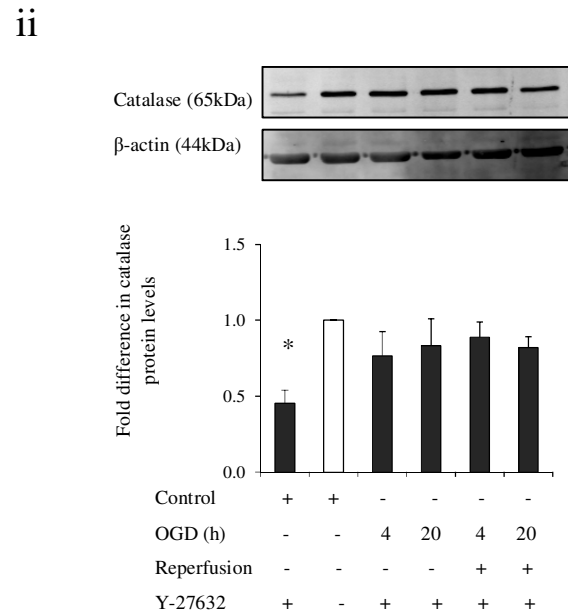 ii
Catalase (65kDa)
β-actin (44kDa)
Fold difference in catalase
protein levels
1.5
1.0
0.5
0.0
*
Control + + - - - -
OGD (h) - - 4 20 4 20
Reperfusion - - - - + +
Y-27632 + - + + + +